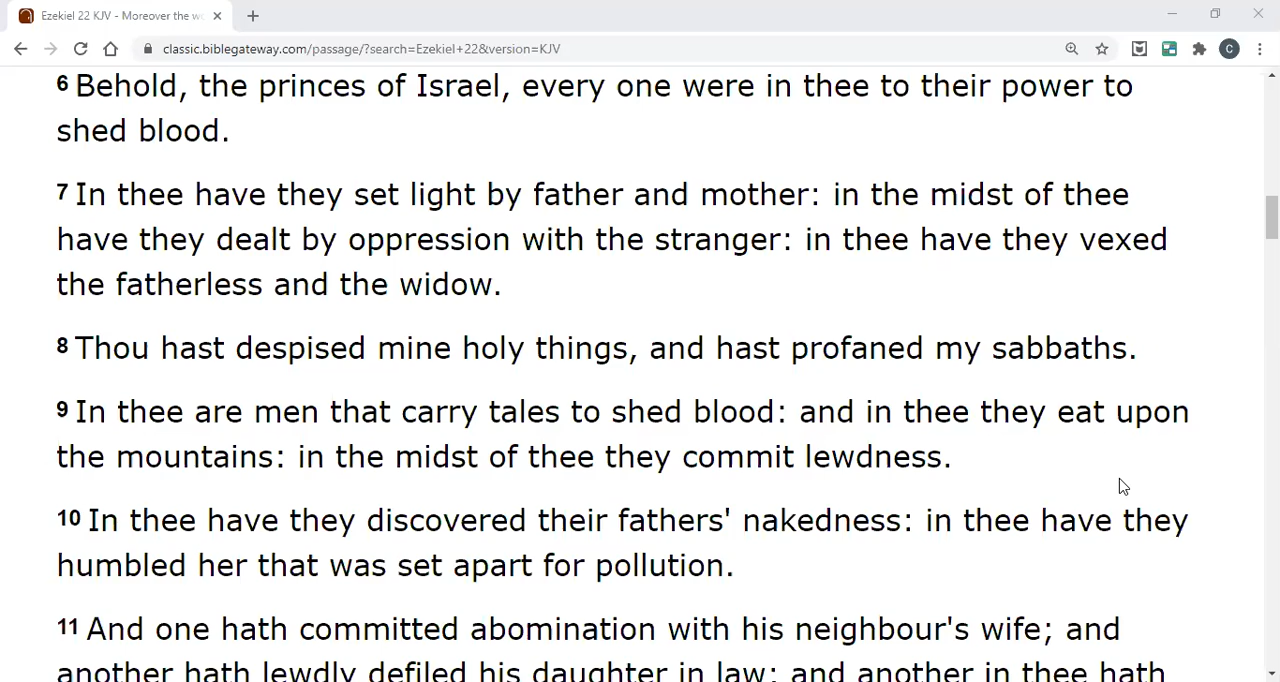 Ezekiel 22 KJV - Moreover the wo
classic.biblegateway.com/passage/?search=Ezekiel+22&version=KJV
C
6 Behold, the princes of Israel, every one were in thee to their power to
shed blood.
7 In thee have they set light by father and mother: in the midst of thee
have they dealt by oppression with the stranger: in thee have they vexed
the fatherless and the widow.
8 Thou hast despised mine holy things, and hast profaned my sabbaths.
9 In thee are men that carry tales to shed blood: and in thee they eat upon
the mountains: in the midst of thee they commit lewdness.
10 In thee have they discovered their fathers' nakedness: in thee have they
humbled her that was set apart for pollution.
11 And one hath committed abomination with his neighbour's wife; and
another hath lewdly defiled his daughter in law; and another in thee hath